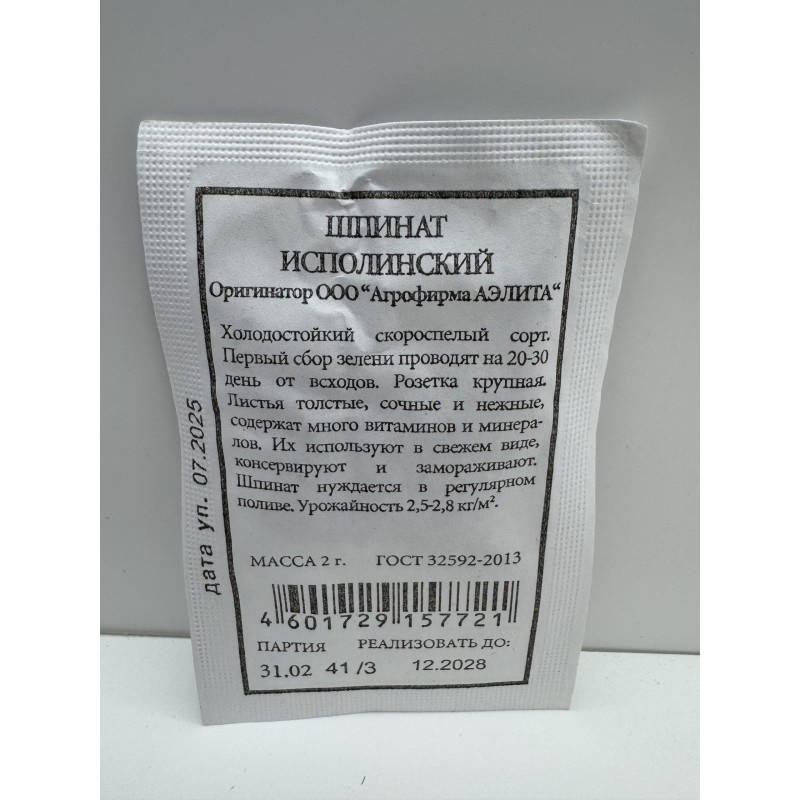 ШПИНАТ
ИСПОЛИНСКИЙ
Оригинатор ООО “Агрофирма АЭЛИТА“
Холодостойкий скороспелый сорт.
Первый сбор зелени проводят на 20-30
день от всходов. Розетка крупная.
Листья толстые, сочные и нежные,
содержат много витаминов и минера-
лов. Их используют в свежем виде,
консервируют и замораживают.
Шпинат нуждается в регулярном
поливе. Урожайность 2,5-2,8 кг/м².
МАССА 2 г. ГОСТ 32592-2013
4 601729 157721
ПАРТИЯ РЕАЛИЗОВАТЬ ДО:
31.02 41 /3 12.2028
дата уп. 07.2025